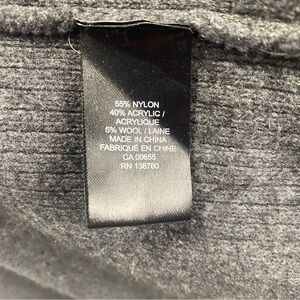 55% NYLON
40% ACRYLIC /
ACRYLIQUE
5% WOOL / LAINE
MADE IN CHINA
FABRIQUÉ EN CHINE
CA 00655
RN 138760